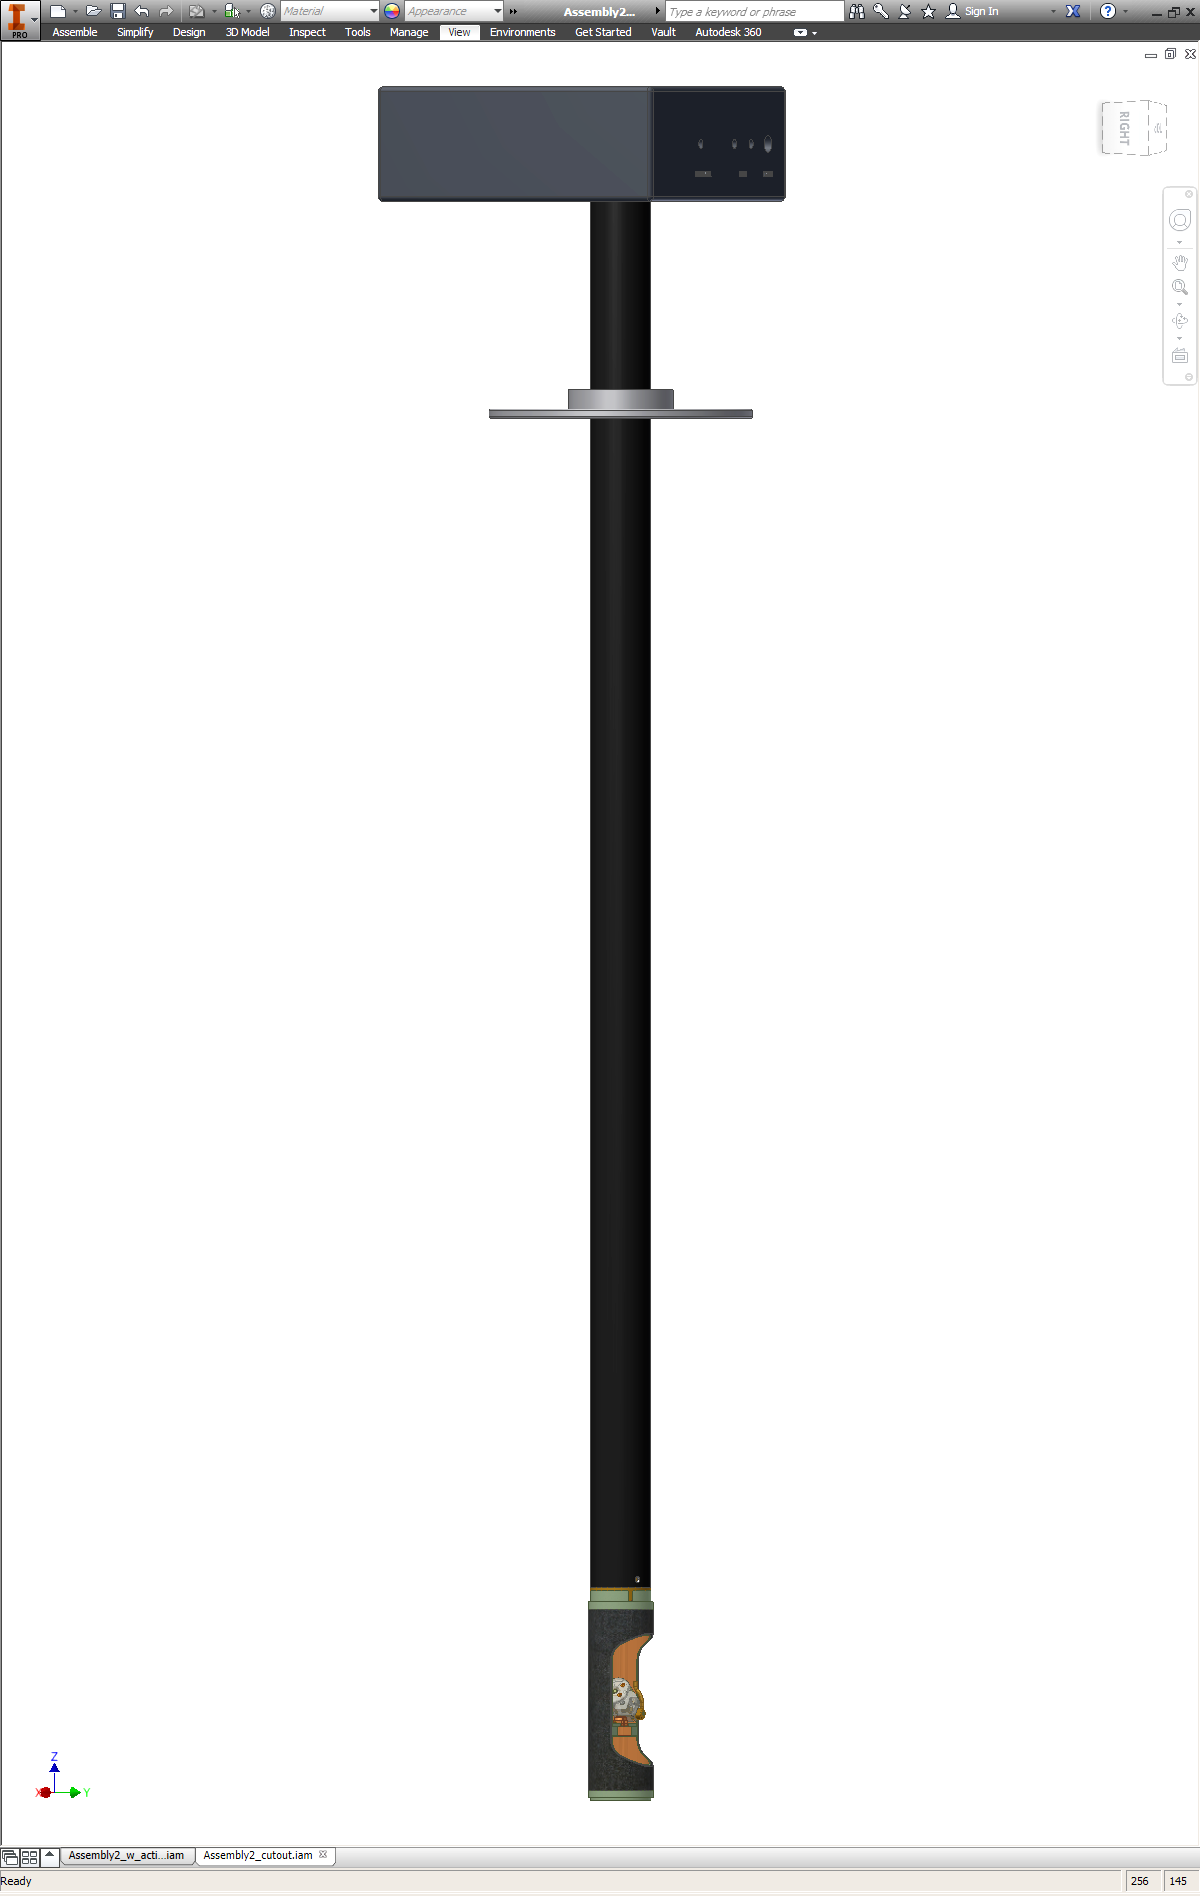 Material
Appearance
Assembly2...
Type a keyword or phrase
Sign In
PRO
Assemble
Simplify
Design
3D Model
Inspect
Tools
Manage
View
Environments
Get Started
Vault
Autodesk 360
RIGHT
Z
X
Y
Assembly2_w_acti...iam
Assembly2_cutout.iam
Ready
256
145